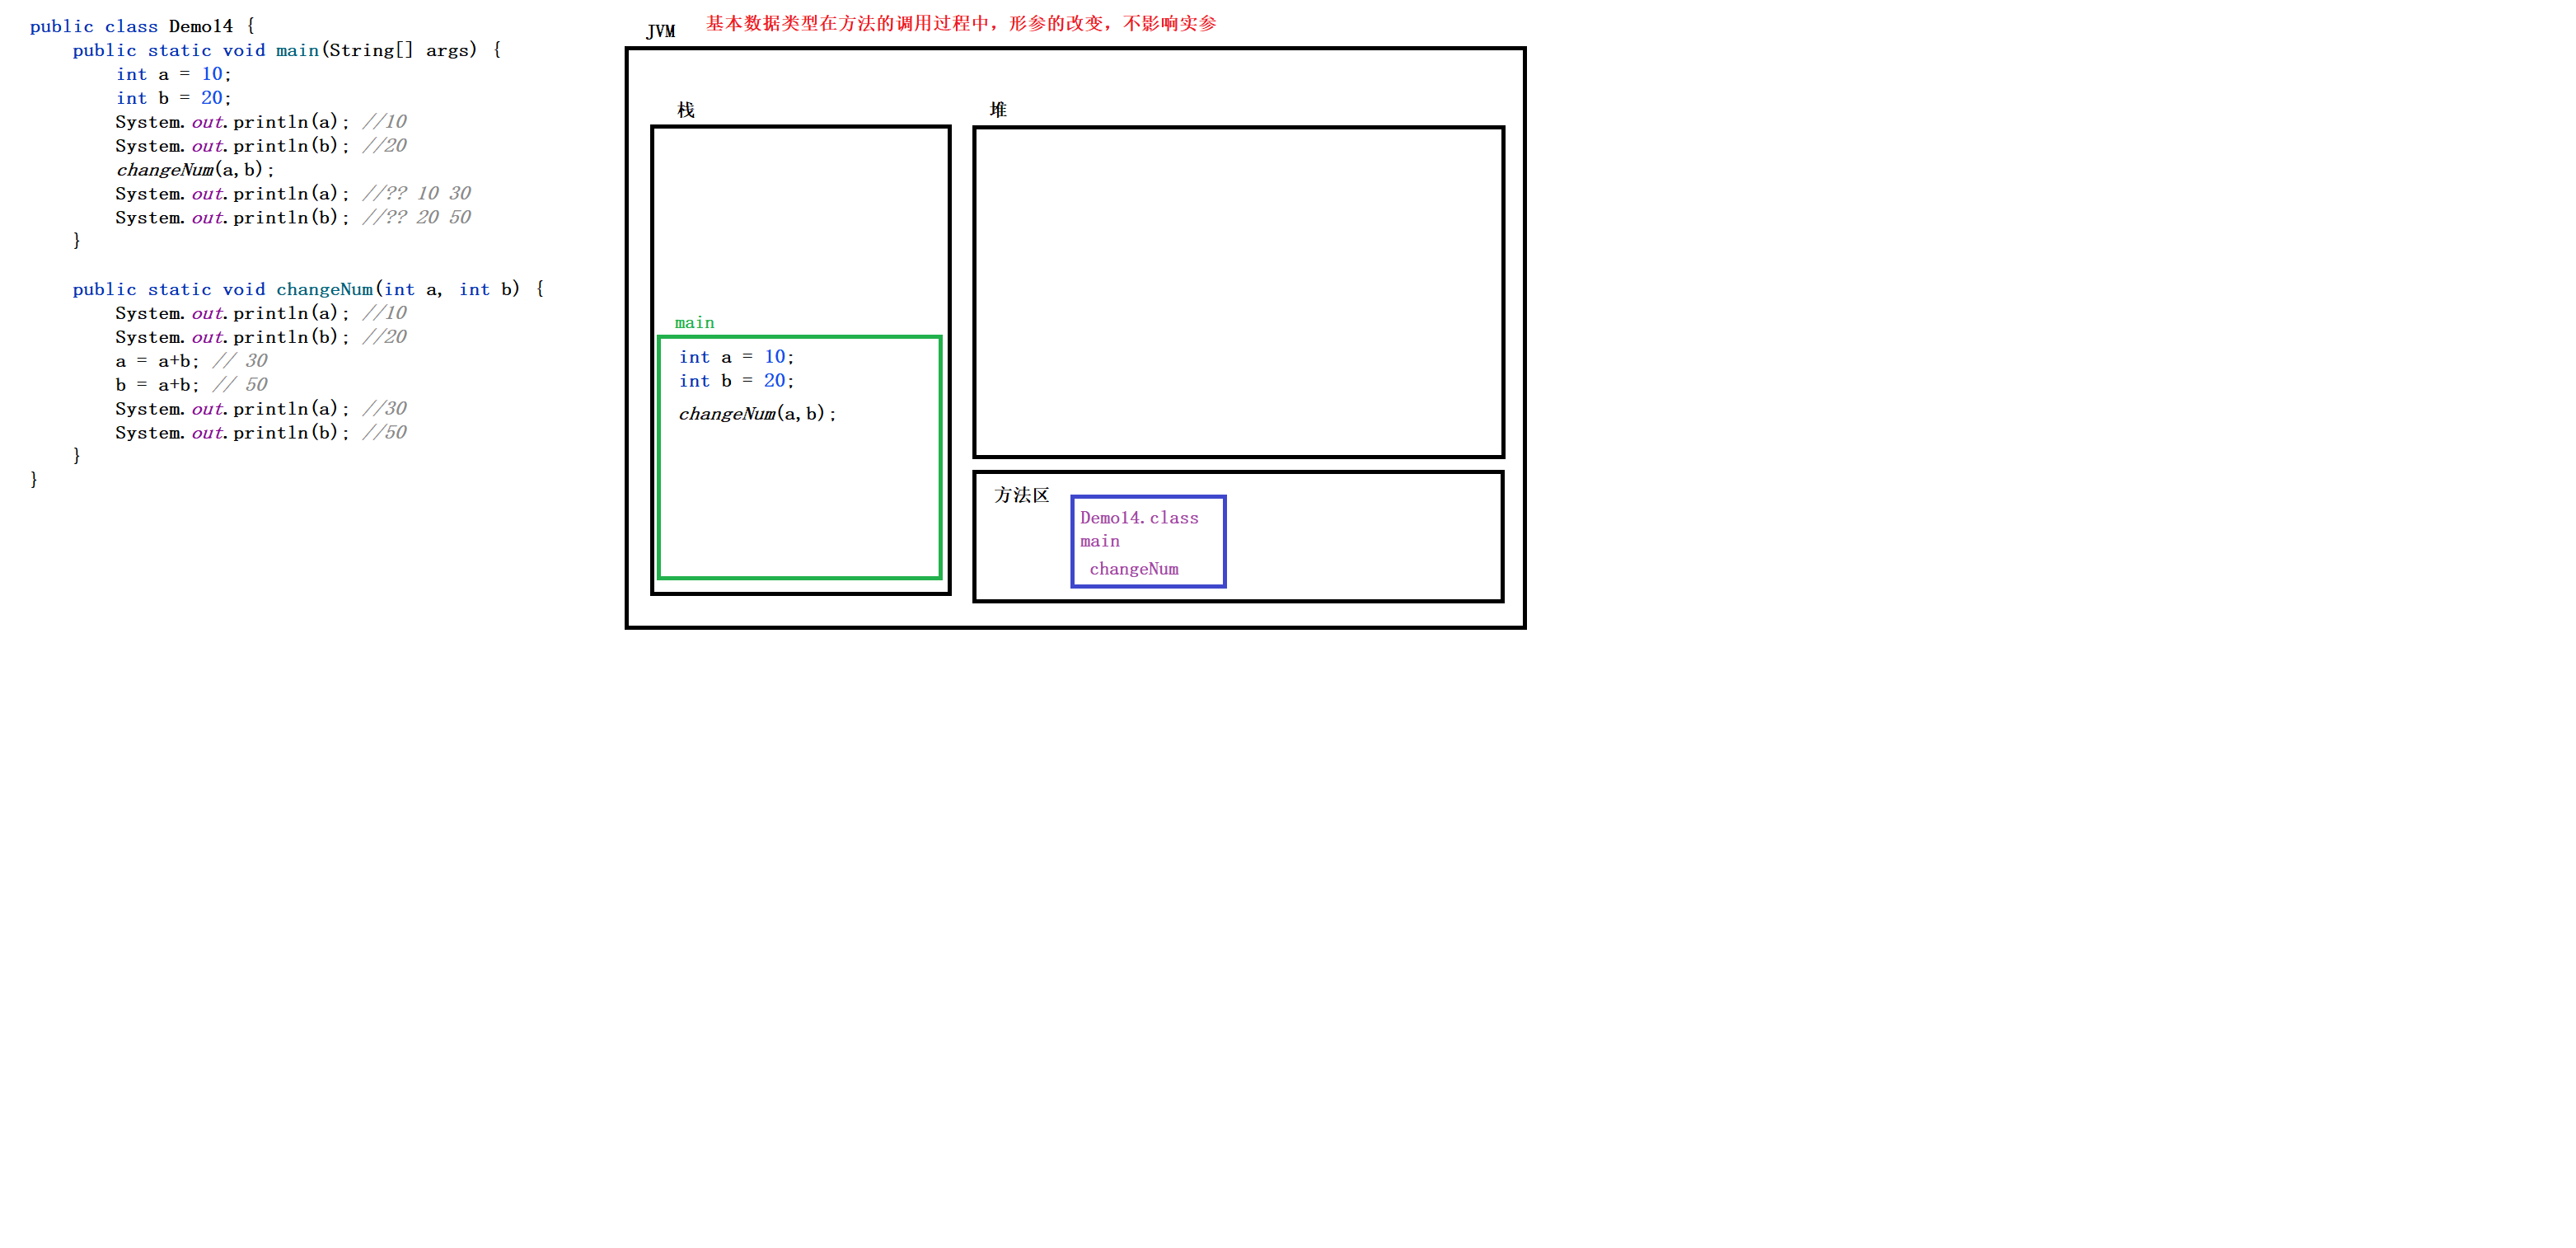 public class Demo14 {
    public static void main(String[] args) {
        int a = 10;
        int b = 20;
        System.out.println(a); //10
        System.out.println(b); //20
        changeNum(a,b);
        System.out.println(a); //?? 10 30
        System.out.println(b); //?? 20 50
    }
    public static void changeNum(int a, int b) {
        System.out.println(a); //10
        System.out.println(b); //20
        a = a+b; // 30
        b = a+b; // 50
        System.out.println(a); //30
        System.out.println(b); //50
    }
}
基本数据类型在方法的调用过程中，形参的改变，不影响实参
JVM
栈
main
int a = 10;
int b = 20;
changeNum(a,b);
堆
方法区
Demo14.class
main
changeNum